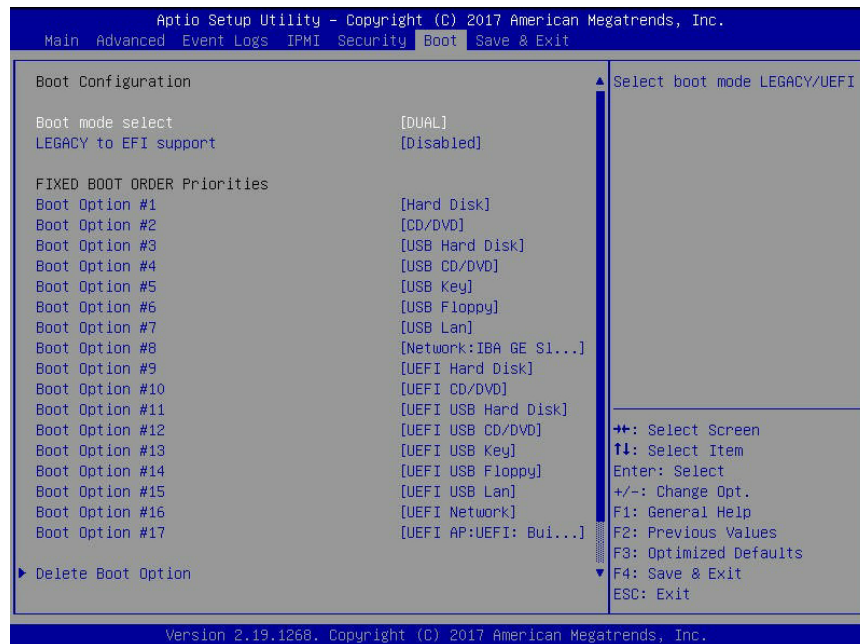 Aptio Setup Utility – Copyright (C) 2017 American Megatrends, Inc.
Main Advanced Event Logs IPMI Security Boot Save & Exit
Boot Configuration
Boot mode select [DUAL]
LEGACY to EFI support [Disabled]
FIXED BOOT ORDER Priorities
Boot Option #1 [Hard Disk]
Boot Option #2 [CD/DVD]
Boot Option #3 [USB Hard Disk]
Boot Option #4 [USB CD/DVD]
Boot Option #5 [USB Key]
Boot Option #6 [USB Floppy]
Boot Option #7 [USB Lan]
Boot Option #8 [Network:IBA GE Sl...]
Boot Option #9 [UEFI Hard Disk]
Boot Option #10 [UEFI CD/DVD]
Boot Option #11 [UEFI USB Hard Disk]
Boot Option #12 [UEFI USB CD/DVD]
Boot Option #13 [UEFI USB Key]
Boot Option #14 [UEFI USB Floppy]
Boot Option #15 [UEFI USB Lan]
Boot Option #16 [UEFI Network]
Boot Option #17 [UEFI AP:UEFI: Bui...]
Delete Boot Option
Select boot mode LEGACY/UEFI
→←: Select Screen
↑↓: Select Item
Enter: Select
+/-: Change Opt.
F1: General Help
F2: Previous Values
F3: Optimized Defaults
F4: Save & Exit
ESC: Exit
Version 2.19.1268. Copyright (C) 2017 American Megatrends, Inc.